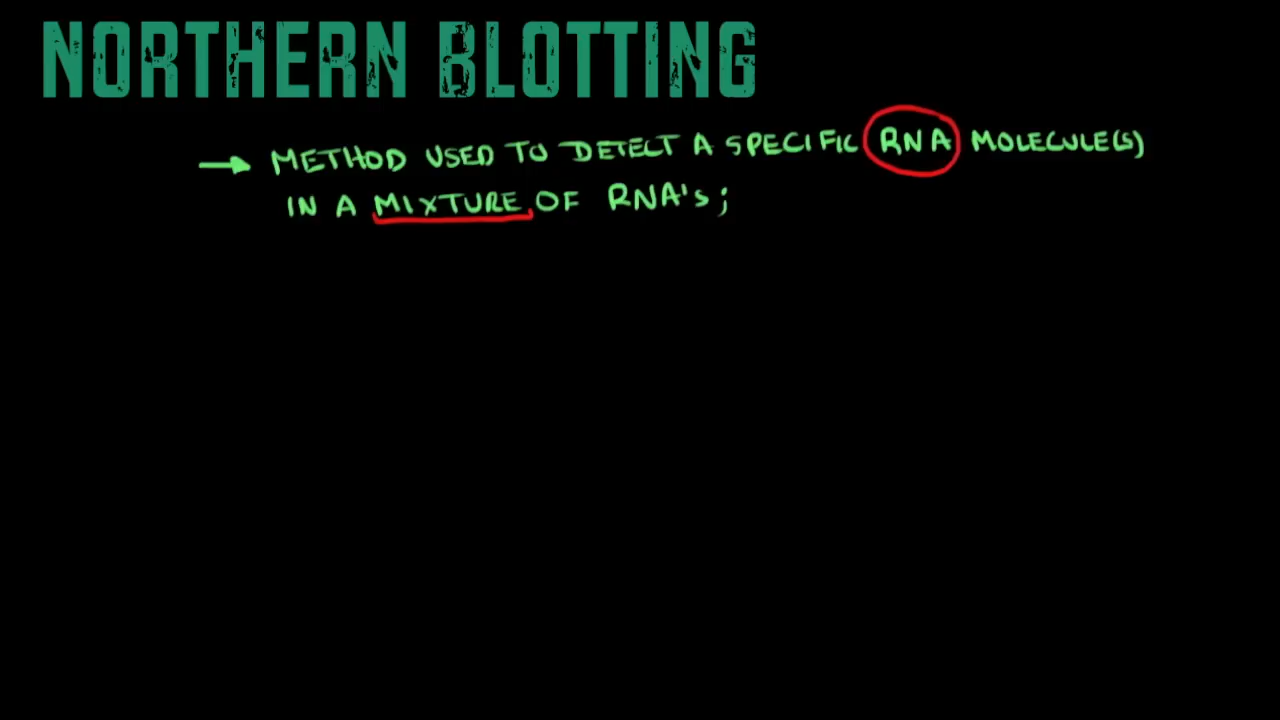 NORTHERN BLOTTING
→ METHOD USED TO DETECT A SPECIFIC RNA MOLECULE(S)
IN A MIXTURE OF RNA'S;